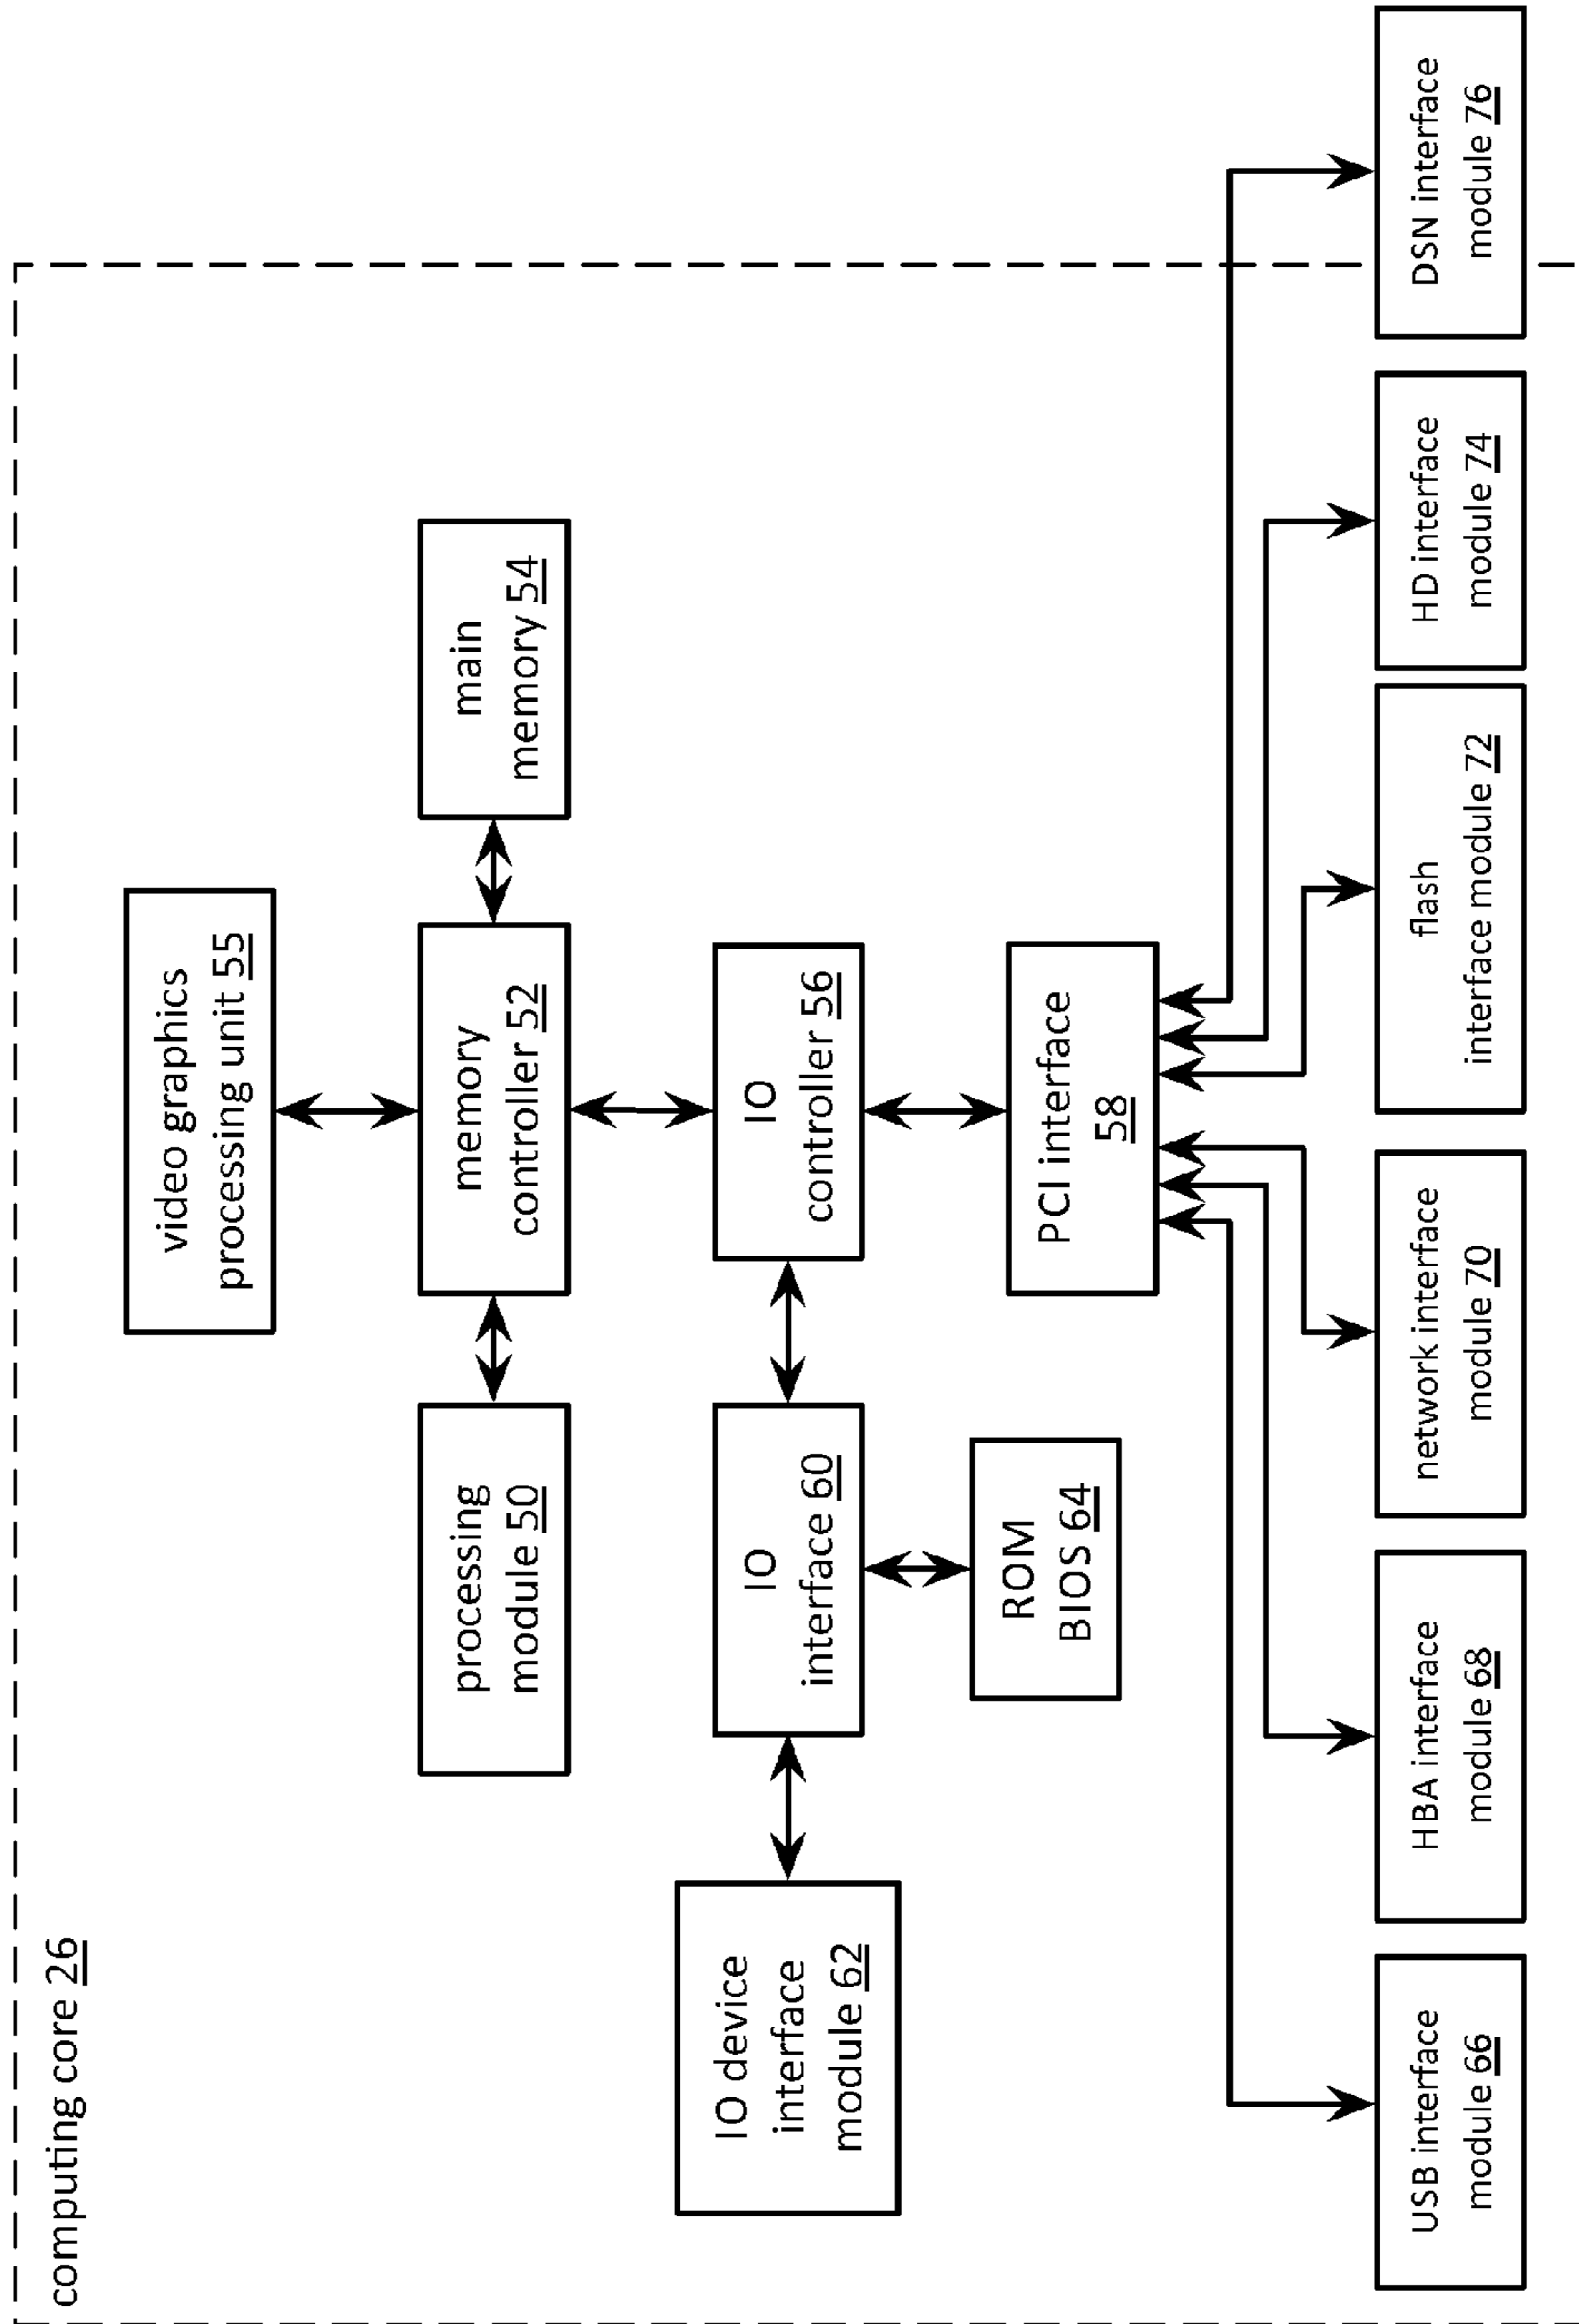 computing core 26
video graphics
processing unit 55
processing
module 50
memory
controller 52
main
memory 54
IO device
interface
module 62
IO
interface 60
IO
controller 56
ROM
BIOS 64
PCI interface
58
USB interface
module 66
HBA interface
module 68
network interface
module 70
flash
interface module 72
HD interface
module 74
DSN interface
module 76